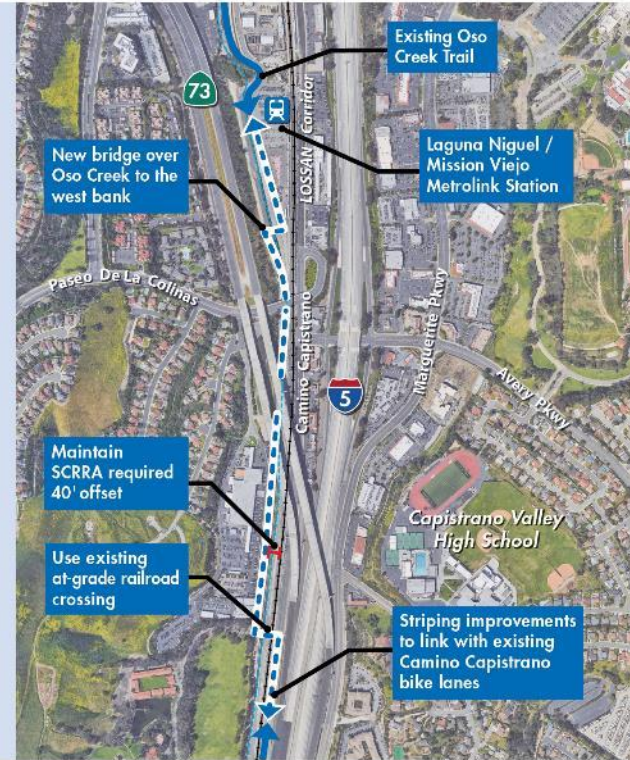 Existing Oso
Creek Trail
73
LOSSAN Corridor
New bridge over
Oso Creek to the
west bank
Laguna Niguel /
Mission Viejo
Metrolink Station
Paseo De La Colinas
Camino Capistrano
Marguerite Pkwy
Avery Pkwy
5
Maintain
SCRRA required
40' offset
Capistrano Valley
High School
Use existing
at-grade railroad
crossing
Striping improvements
to link with existing
Camino Capistrano
bike lanes